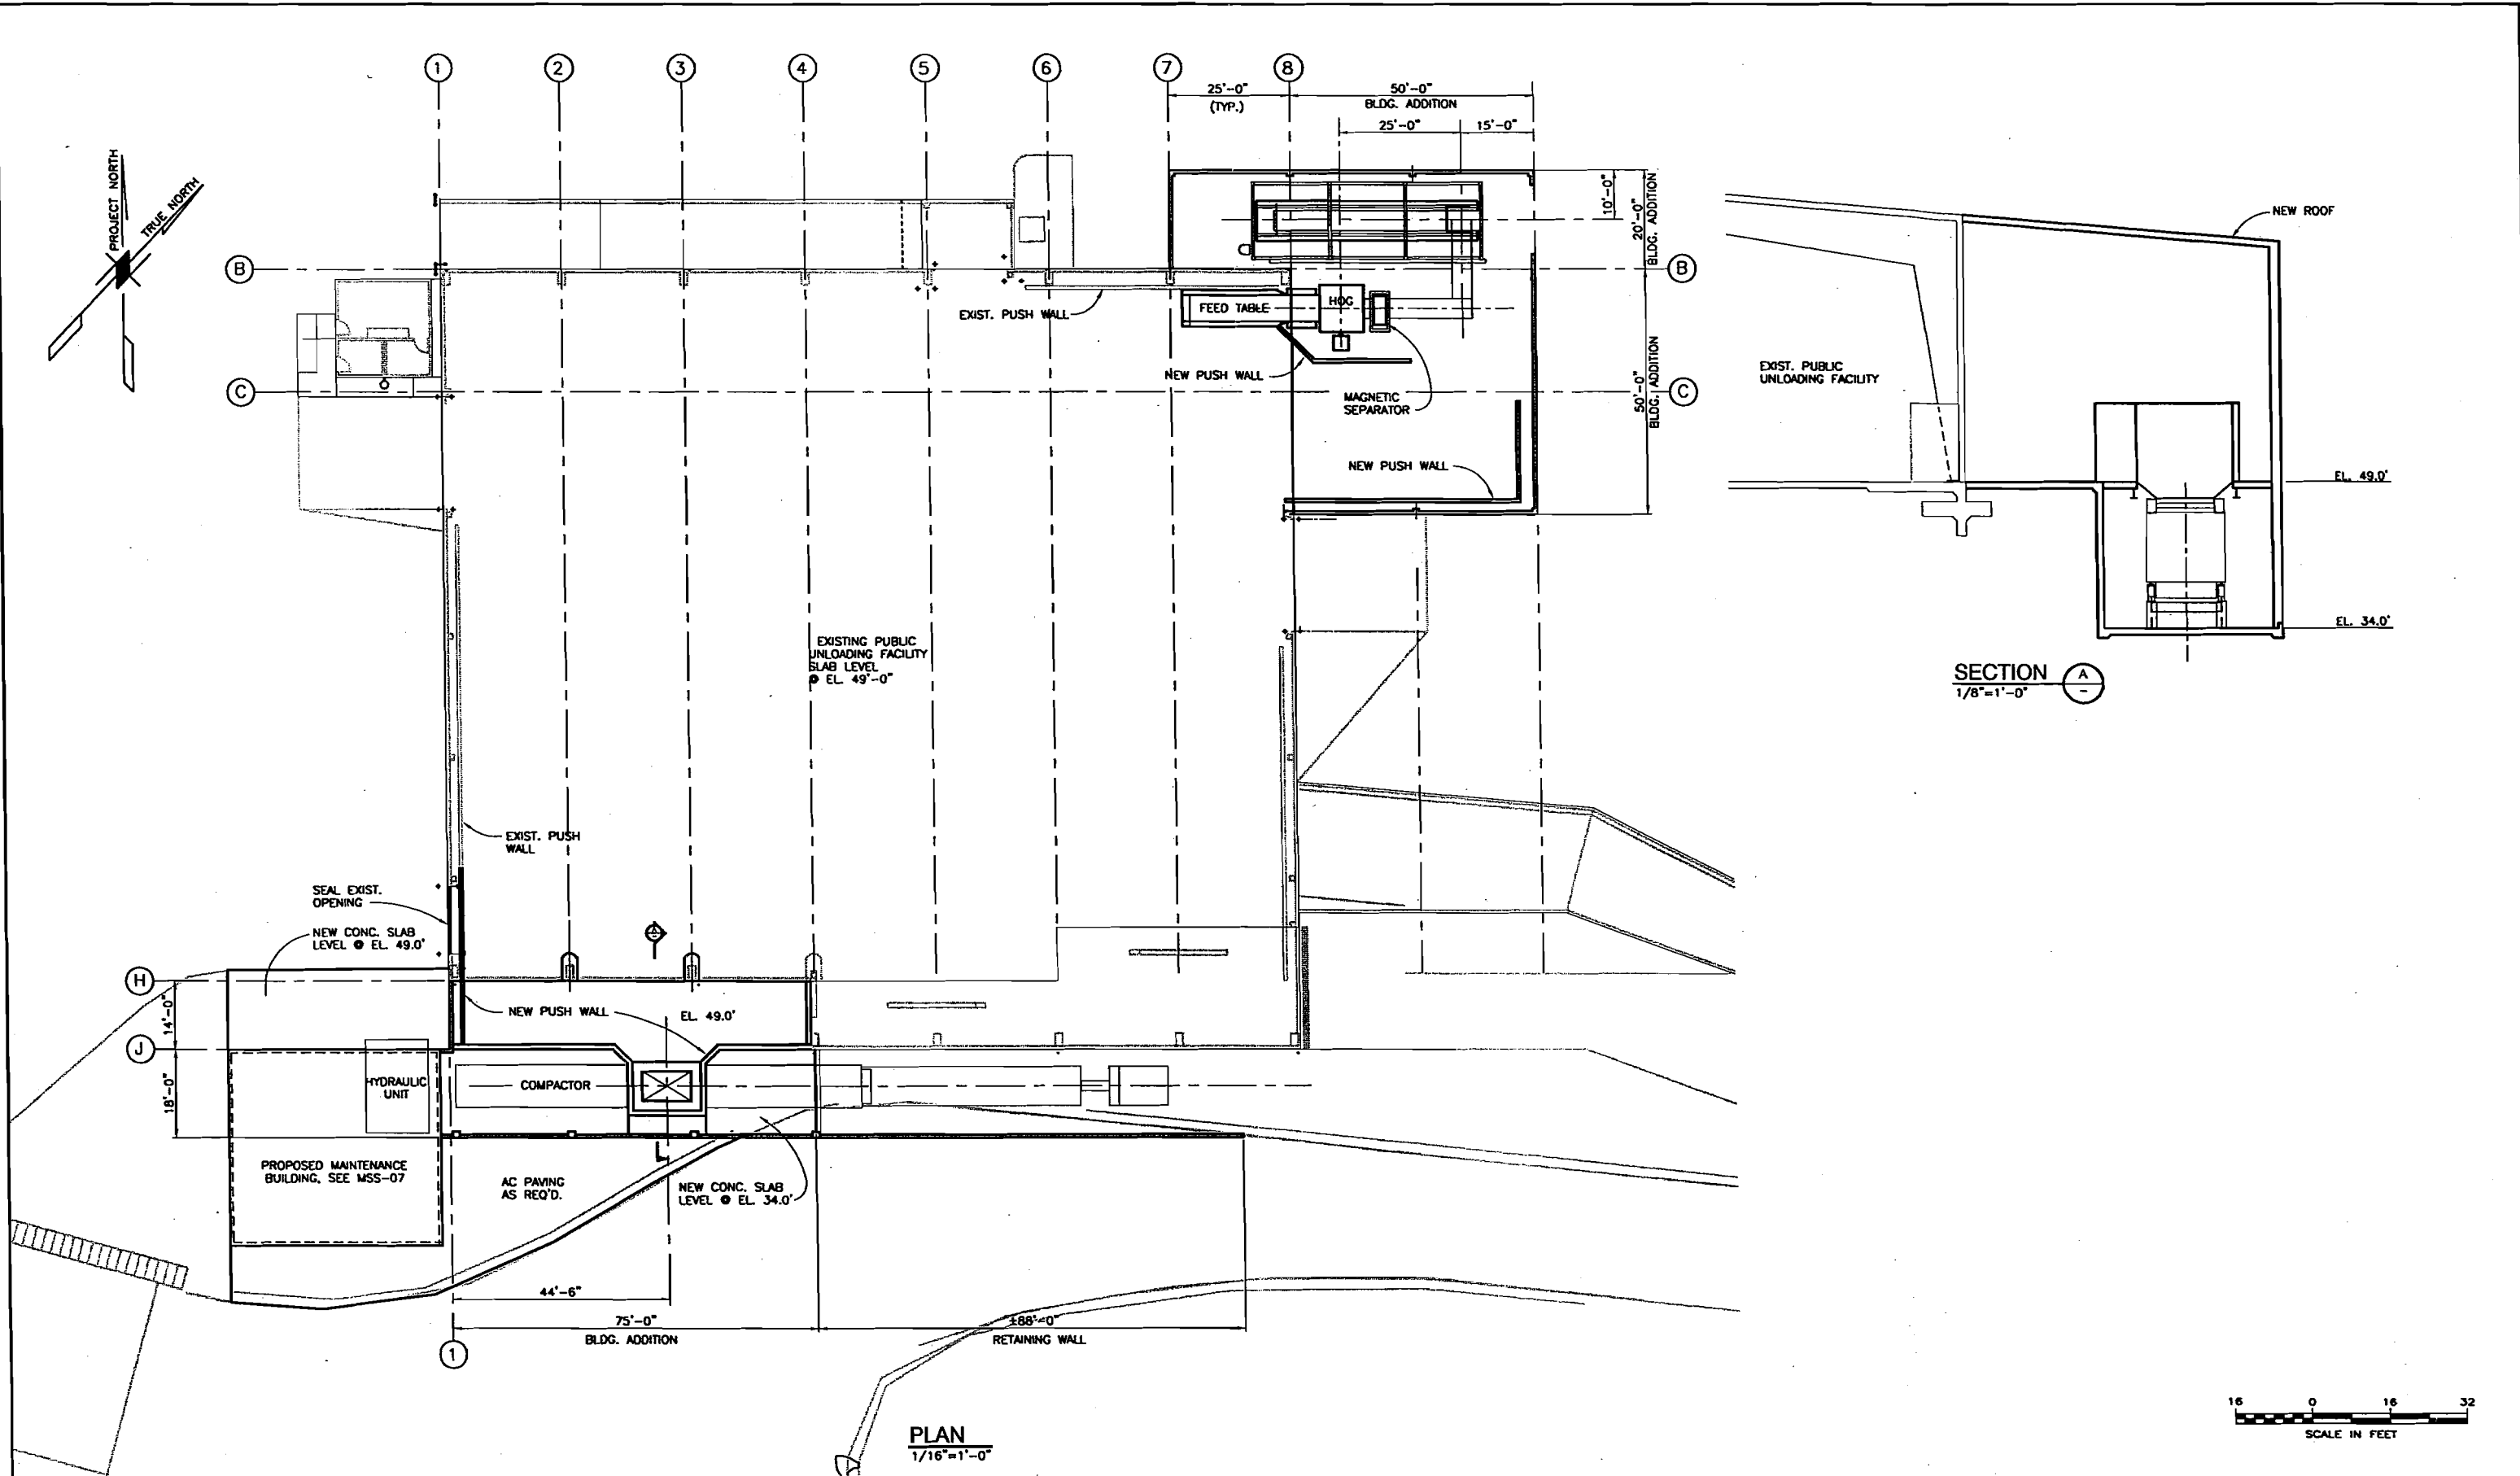 1
2
3
4
5
6
7
8
25'-0"
(TYP.)
50'-0"
BLDG. ADDITION
25'-0"
15'-0"
PROJECT NORTH
TRUE NORTH
10'-0"
20'-0"
BLDG. ADDITION
NEW ROOF
B
B
FEED TABLE
HOG
EXIST. PUSH WALL
NEW PUSH WALL
MAGNETIC
SEPARATOR
50'-0"
BLDG. ADDITION
EXIST. PUBLIC
UNLOADING FACILITY
C
C
NEW PUSH WALL
EL. 49.0'
EL. 34.0'
EXISTING PUBLIC
UNLOADING FACILITY
SLAB LEVEL
@ EL. 49'-0"
SECTION
1/8"=1'-0"
A
-
EXIST. PUSH
WALL
SEAL EXIST.
OPENING
NEW CONC. SLAB
LEVEL @ EL. 49.0'
A
H
14'-0"
NEW PUSH WALL
EL. 49.0'
J
18'-0"
HYDRAULIC
UNIT
COMPACTOR
PROPOSED MAINTENANCE
BUILDING, SEE MSS-07
AC PAVING
AS REQ'D.
NEW CONC. SLAB
LEVEL @ EL. 34.0'
44'-6"
75'-0"
BLDG. ADDITION
±88'-0"
RETAINING WALL
1
PLAN
1/16"=1'-0"
16 0 16 32
SCALE IN FEET